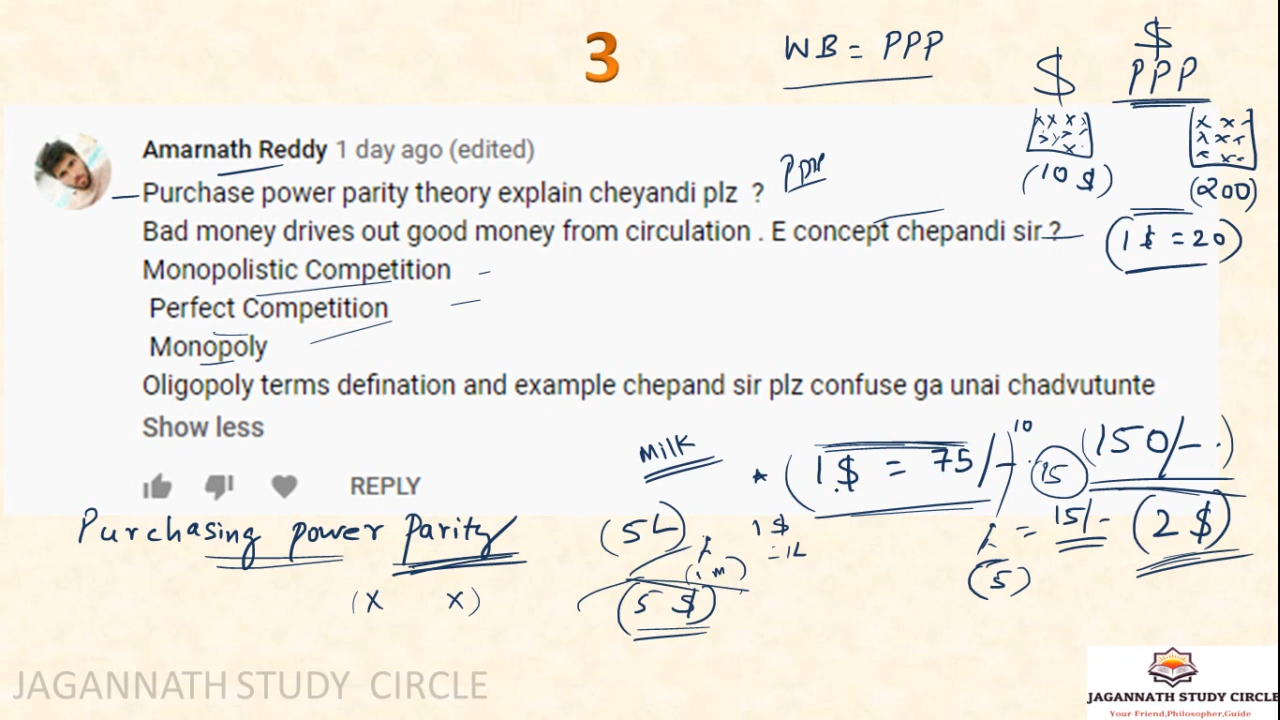 3
WB = PPP
$
$
PPP
(10 $)
(200)
1 $ = 20
Amarnath Reddy 1 day ago (edited)
Purchase power parity theory explain cheyandi plz ?
PPP
Bad money drives out good money from circulation . E concept chepandi sir ?
Monopolistic Competition
Perfect Competition
Monopoly
Oligopoly terms defination and example chepand sir plz confuse ga unai chadvutunte
Show less
REPLY
Milk
(1 $ = 75/-)
10
15
(150/-)
Purchasing power parity
(x x)
(5L)
1 $
= 1L
(5 $)
= 15/-
(5)
(2 $)
JAGANNATH STUDY CIRCLE
JAGANNATH STUDY CIRCLE
Your Friend,Philosopher,Guide